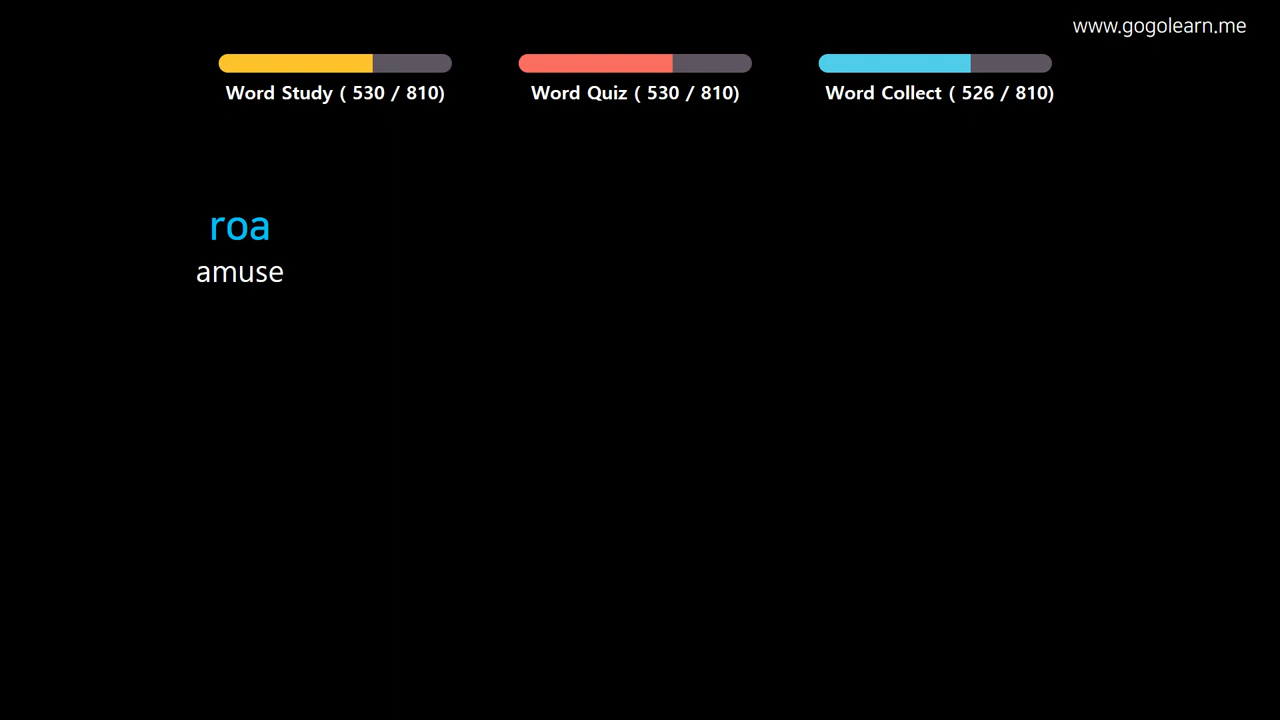 www.gogolearn.me
Word Study ( 530 / 810)
Word Quiz ( 530 / 810)
Word Collect ( 526 / 810)
roa
amuse